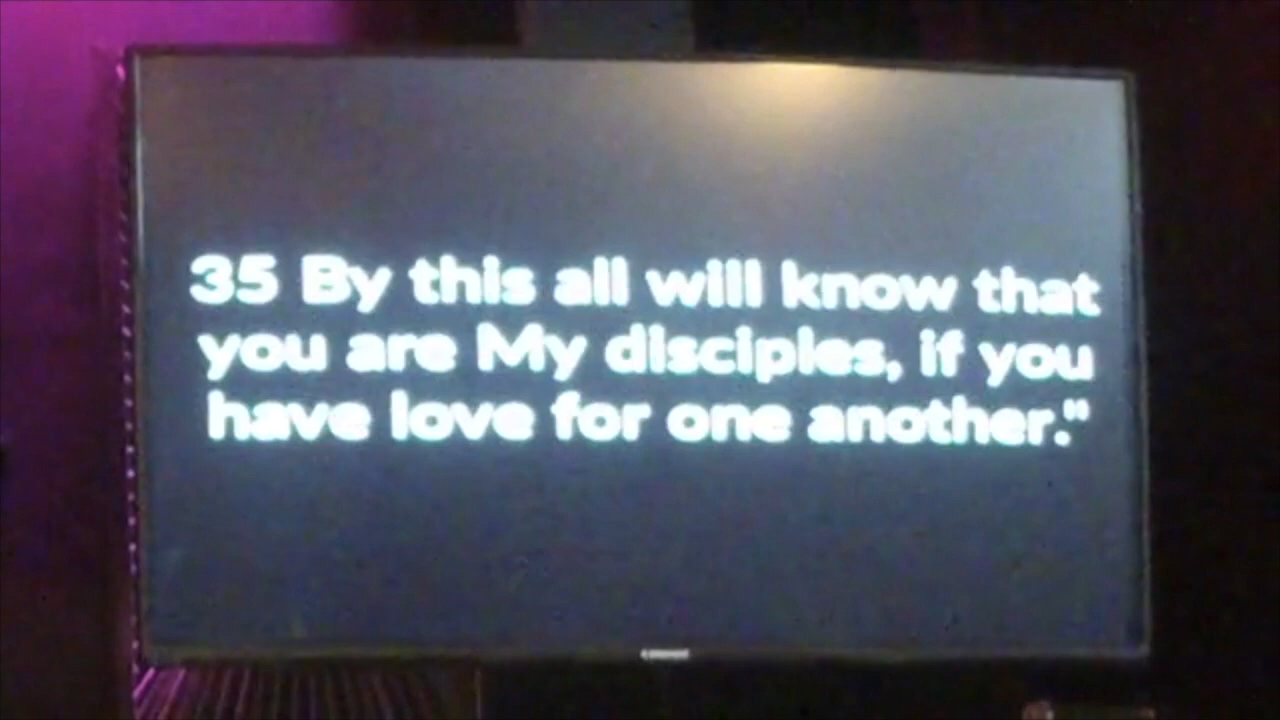 35 By this all will know that
you are My disciples, if you
have love for one another."